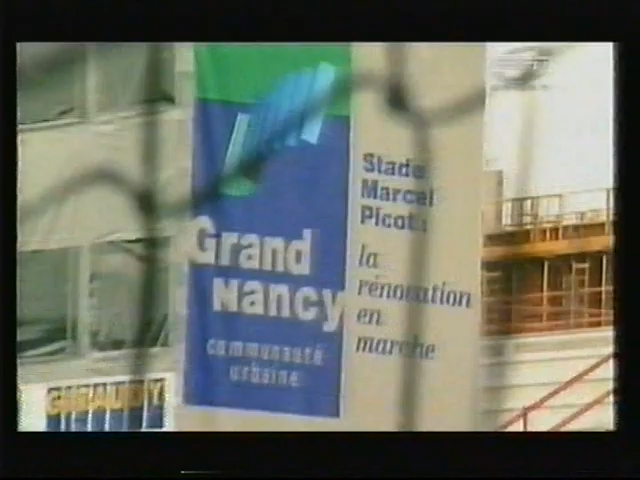 Grand
Nancy
communauté
urbaine
Stade
Marcel
Picot
la
rénovation
en
marche